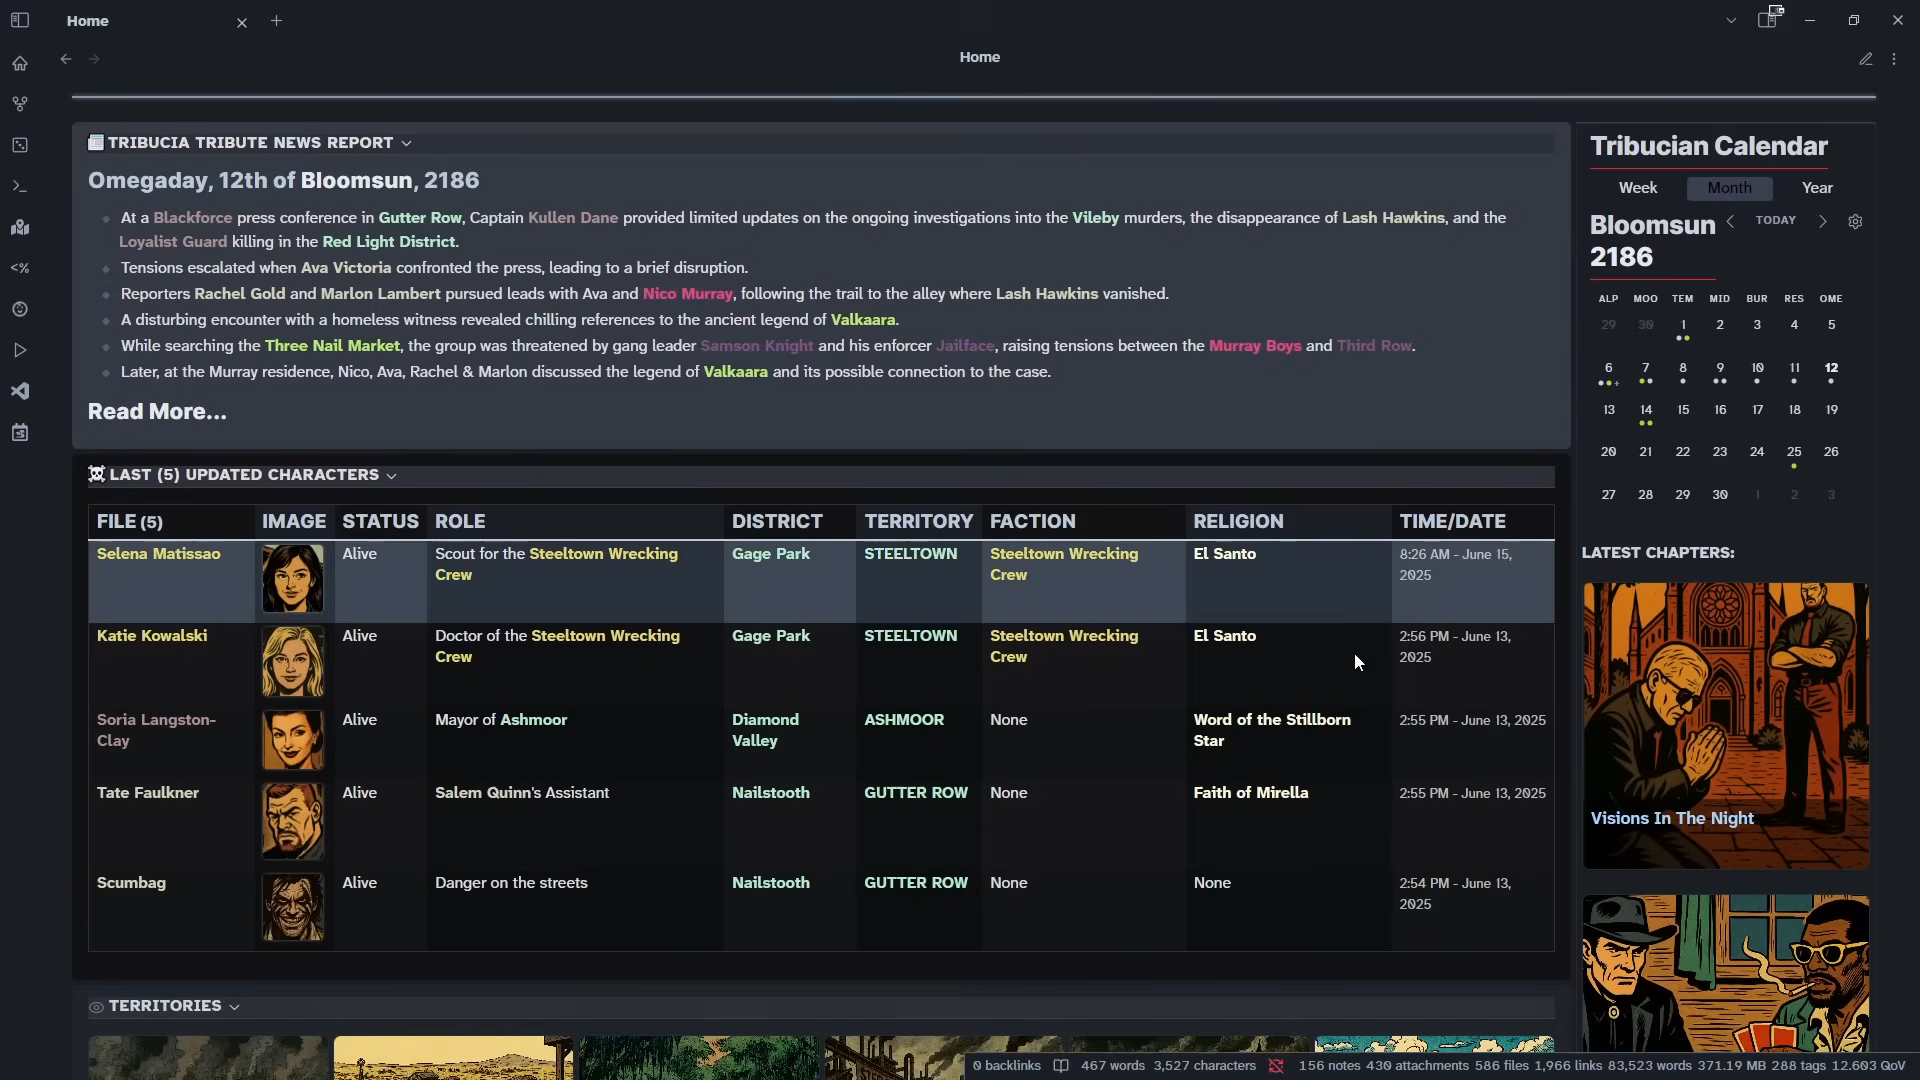 Home
Home
TRIBUCIA TRIBUTE NEWS REPORT
Omegaday, 12th of Bloomsun, 2186
At a Blackforce press conference in Gutter Row, Captain Kullen Dane provided limited updates on the ongoing investigations into the Vileby murders, the disappearance of Lash Hawkins, and the
Loyalist Guard killing in the Red Light District.
Tensions escalated when Ava Victoria confronted the press, leading to a brief disruption.
Reporters Rachel Gold and Marlon Lambert pursued leads with Ava and Nico Murray, following the trail to the alley where Lash Hawkins vanished.
A disturbing encounter with a homeless witness revealed chilling references to the ancient legend of Valkaara.
While searching the Three Nail Market, the group was threatened by gang leader Samson Knight and his enforcer Jailface, raising tensions between the Murray Boys and Third Row.
Later, at the Murray residence, Nico, Ava, Rachel & Marlon discussed the legend of Valkaara and its possible connection to the case.
Read More...
LAST (5) UPDATED CHARACTERS
FILE (5) IMAGE STATUS ROLE DISTRICT TERRITORY FACTION RELIGION TIME/DATE
Selena Matissao Alive Scout for the Steeltown Wrecking Gage Park STEELTOWN Steeltown Wrecking El Santo 8:26 AM - June 15,
Crew Crew 2025
Katie Kowalski Alive Doctor of the Steeltown Wrecking Gage Park STEELTOWN Steeltown Wrecking El Santo 2:56 PM - June 13,
Crew Crew 2025
Soria Langston- Alive Mayor of Ashmoor Diamond ASHMOOR None Word of the Stillborn 2:55 PM - June 13, 2025
Clay Valley Star
Tate Faulkner Alive Salem Quinn's Assistant Nailstooth GUTTER ROW None Faith of Mirella 2:55 PM - June 13, 2025
Scumbag Alive Danger on the streets Nailstooth GUTTER ROW None None 2:54 PM - June 13,
2025
TERRITORIES
Tribucian Calendar
Week Month Year
Bloomsun TODAY
2186
ALP MOO TEM MID BUR RES OME
29 30 1 2 3 4 5
6 7 8 9 10 11 12
+
13 14 15 16 17 18 19
20 21 22 23 24 25 26
27 28 29 30 1 2 3
LATEST CHAPTERS:
Visions In The Night
0 backlinks 467 words 3,527 characters 156 notes 430 attachments 586 files 1,966 links 83,523 words 371.19 MB 288 tags 12.603 QoV